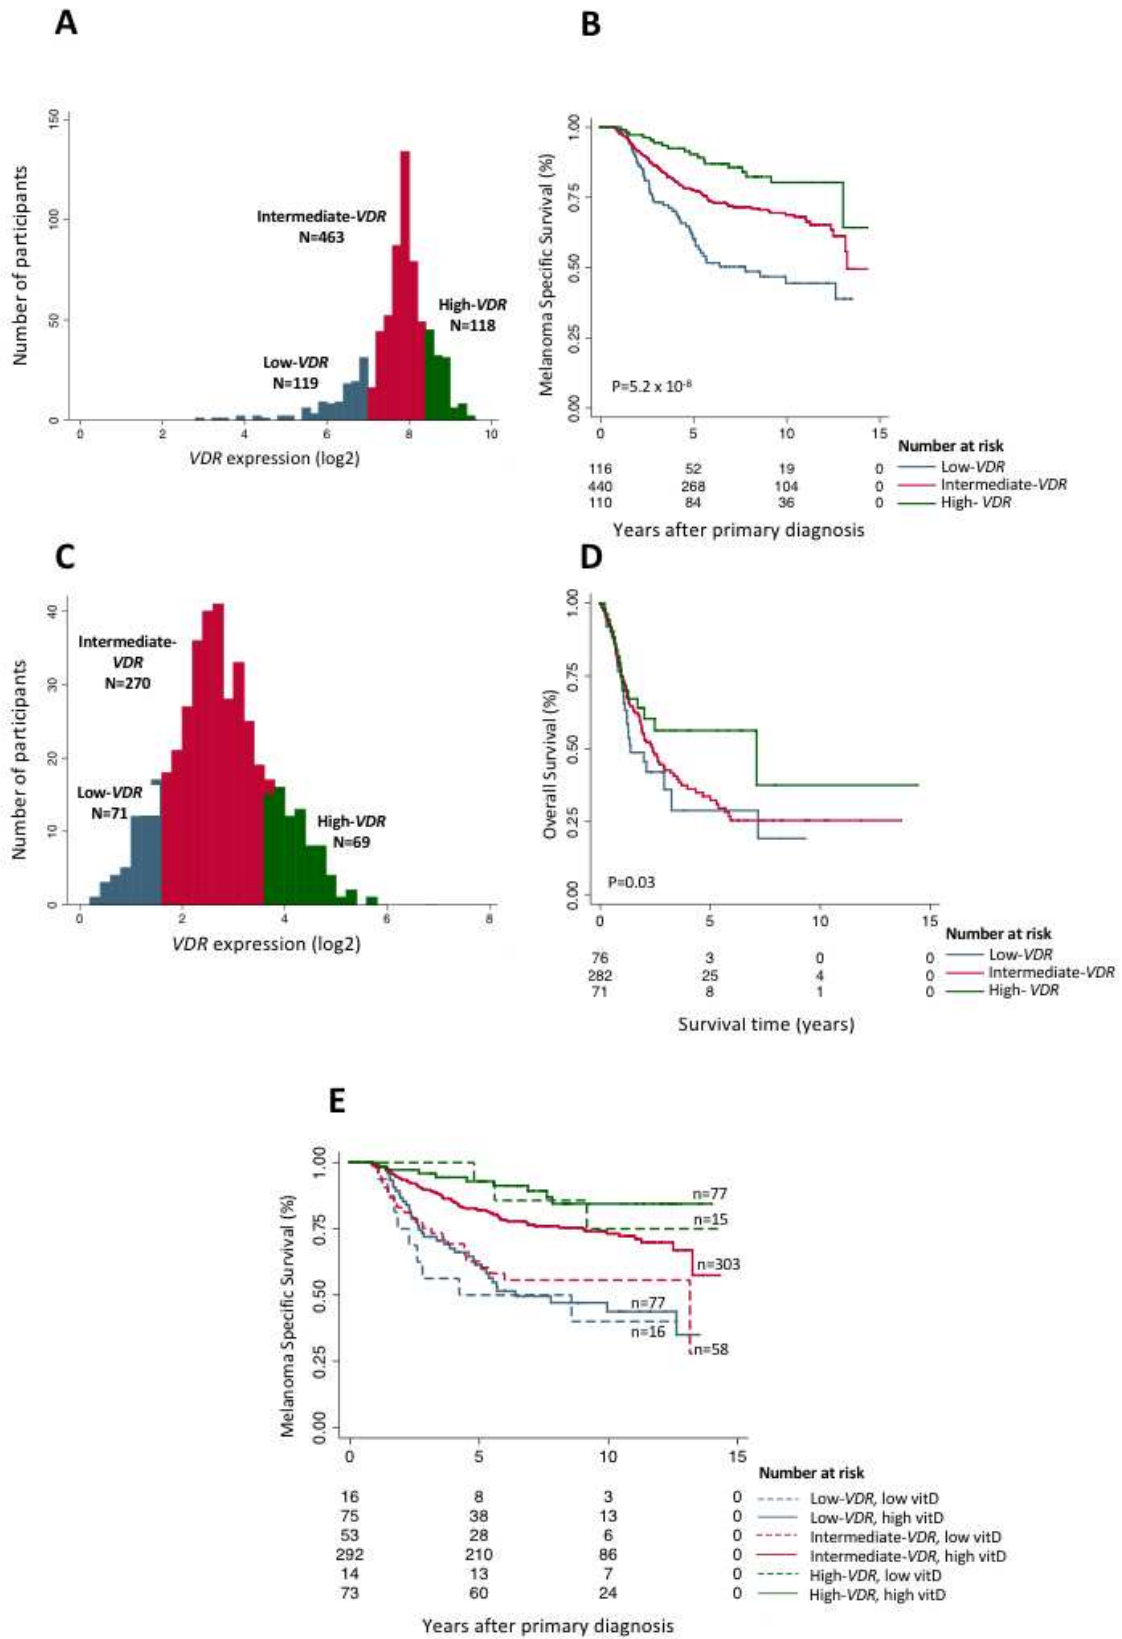 A
B
150
100
50
0
Number of participants
Intermediate-VDR
N=463
High-VDR
N=118
Low-VDR
N=119
0 2 4 6 8 10
VDR expression (log2)
1.00
0.75
0.50
0.25
0.00
Melanoma Specific Survival (%)
P=5.2 x 10-8
0 5 10 15
Number at risk
116 52 19 0 Low-VDR
440 268 104 0 Intermediate-VDR
110 84 36 0 High- VDR
Years after primary diagnosis
C
D
40
30
20
10
0
Number of participants
Intermediate-
VDR
N=270
Low-VDR
N=71
High-VDR
N=69
0 2 4 6 8
VDR expression (log2)
1.00
0.75
0.50
0.25
0.00
Overall Survival (%)
P=0.03
0 5 10 15
Number at risk
76 3 0 0 Low-VDR
282 25 4 0 Intermediate-VDR
71 8 1 0 High- VDR
Survival time (years)
E
1.00
0.75
0.50
0.25
0.00
Melanoma Specific Survival (%)
n=77
n=15
n=303
n=77
n=16
n=58
0 5 10 15
Number at risk
16 8 3 0 Low-VDR, low vitD
75 38 13 0 Low-VDR, high vitD
53 28 6 0 Intermediate-VDR, low vitD
292 210 86 0 Intermediate-VDR, high vitD
14 13 7 0 High-VDR, low vitD
73 60 24 0 High-VDR, high vitD
Years after primary diagnosis